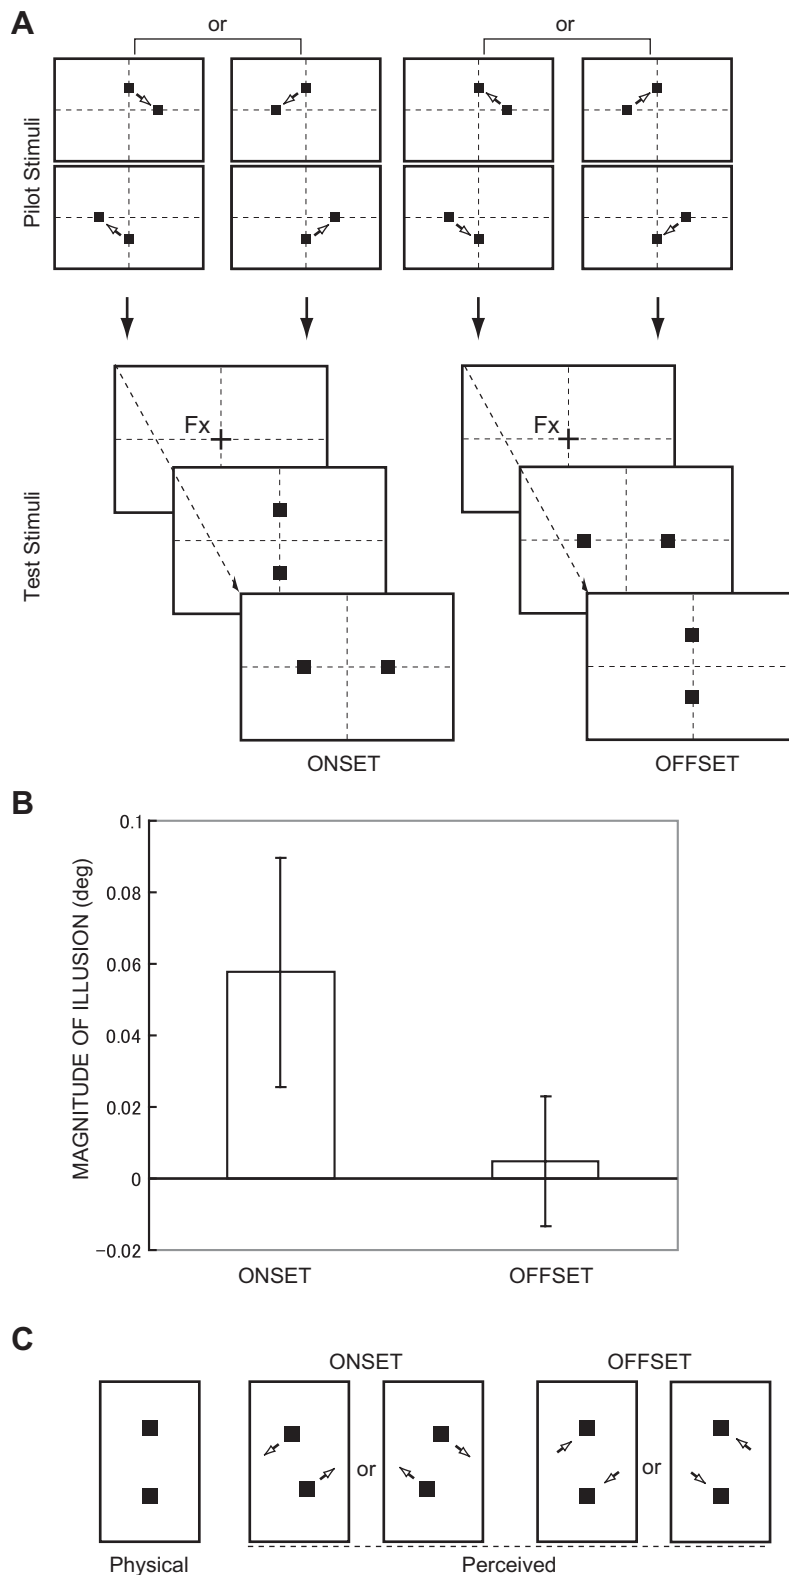 A
or or
Pilot Stimuli
Fx Fx
Test Stimuli
ONSET OFFSET
B
MAGNITUDE OF ILLUSION (deg)
0.1
0.08
0.06
0.04
0.02
0
−0.02
ONSET OFFSET
C
ONSET OFFSET
or or
Physical Perceived